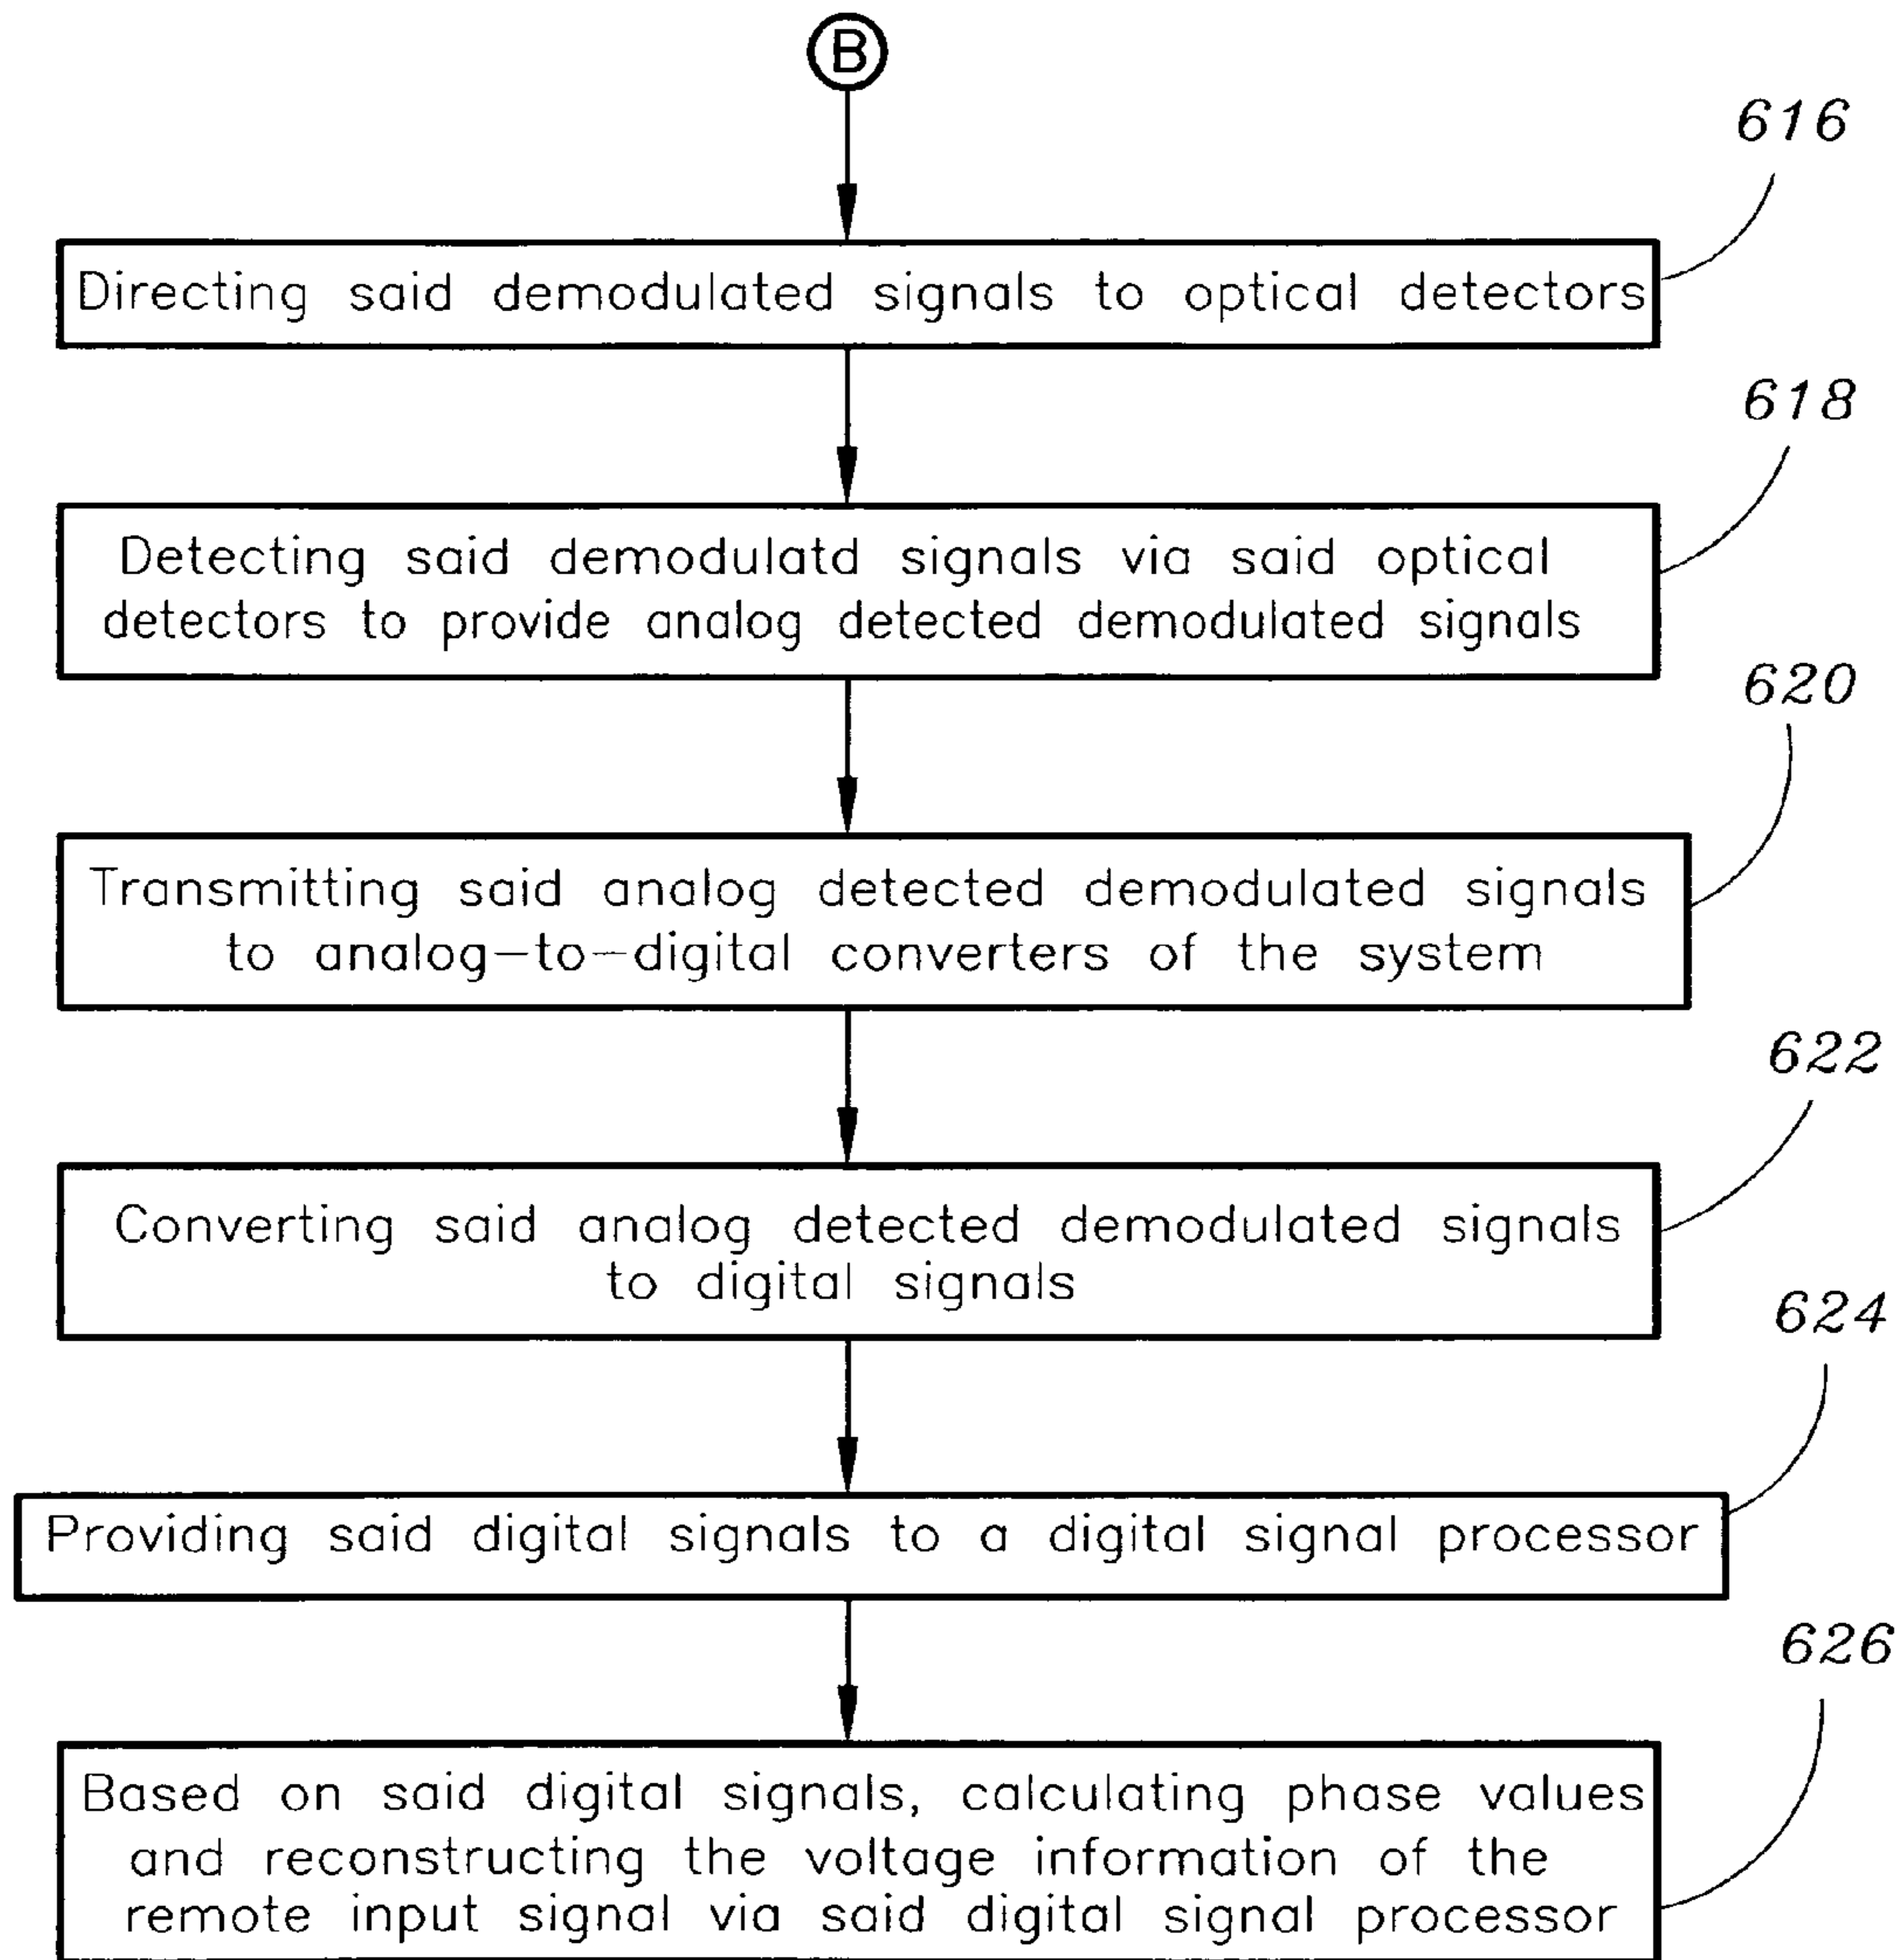 B
616
Directing said demodulated signals to optical detectors
618
Detecting said demodulatd signals via said optical
detectors to provide analog detected demodulated signals
620
Transmitting said analog detected demodulated signals
to analog-to-digital converters of the system
622
Converting said analog detected demodulated signals
to digital signals
624
Providing said digital signals to a digital signal processor
626
Based on said digital signals, calculating phase values
and reconstructing the voltage information of the
remote input signal via said digital signal processor